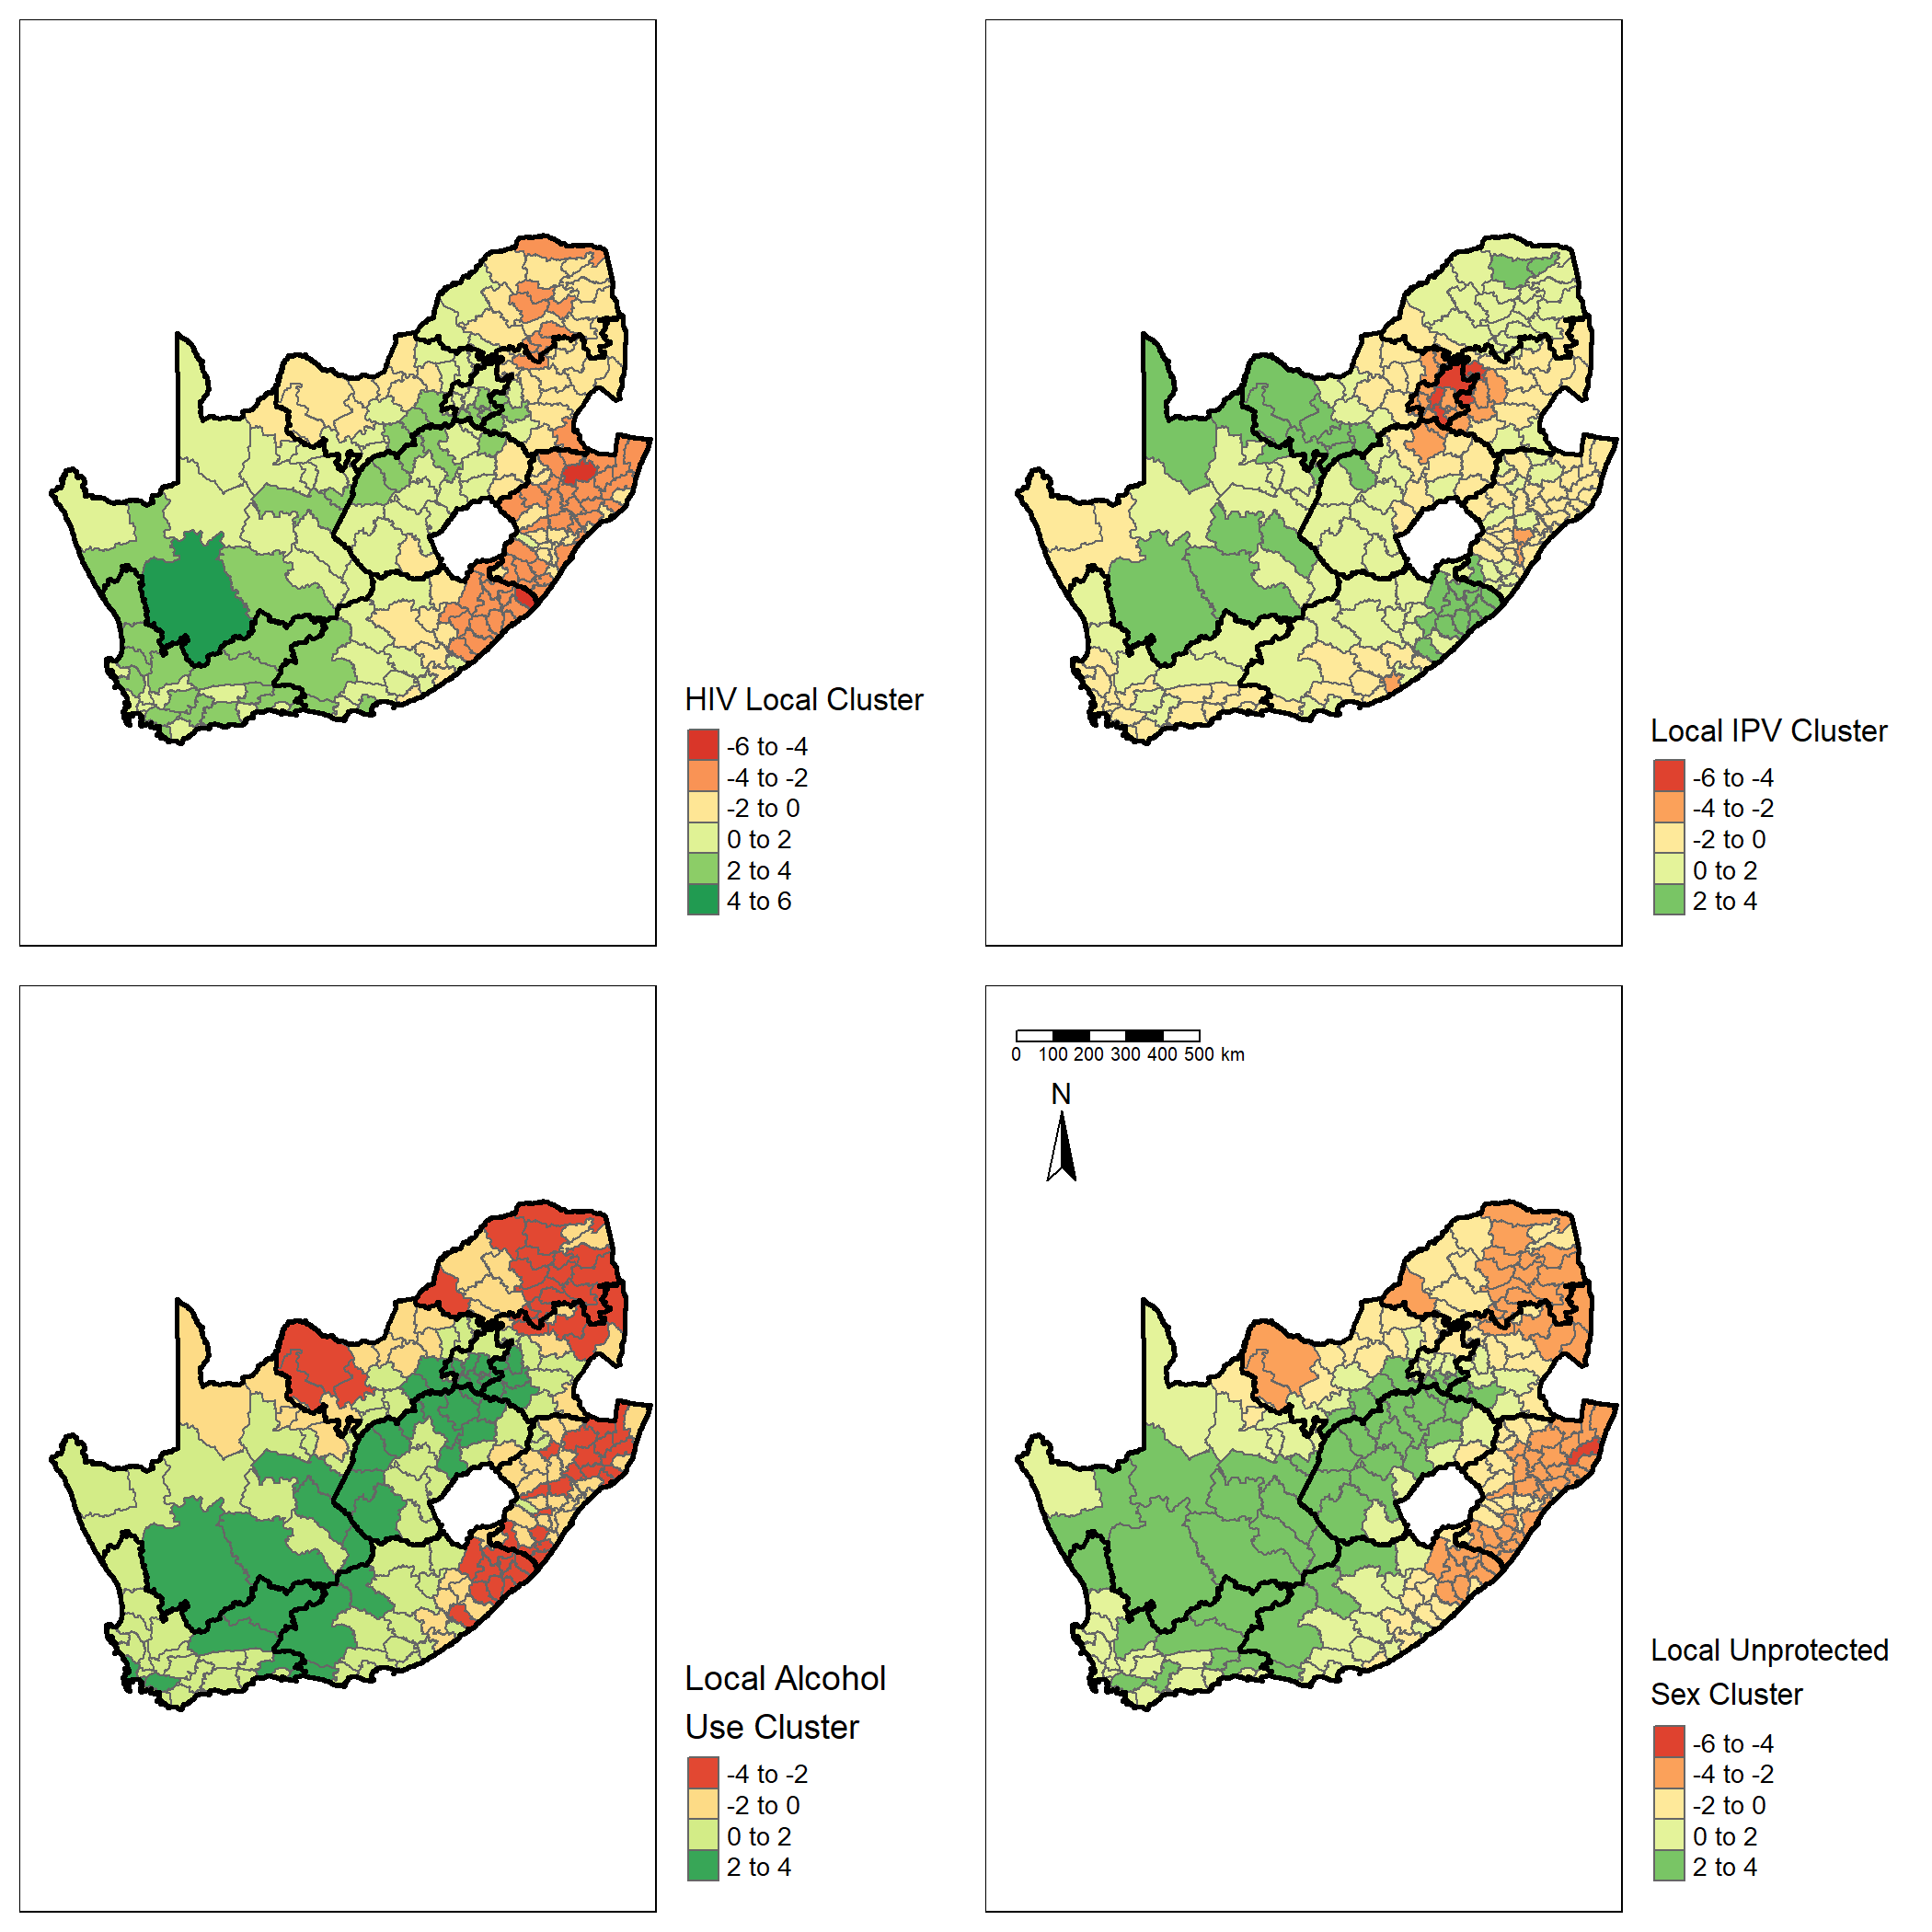 HIV Local Cluster
-6 to -4
-4 to -2
-2 to 0
0 to 2
2 to 4
4 to 6
Local IPV Cluster
-6 to -4
-4 to -2
-2 to 0
0 to 2
2 to 4
Local Alcohol
Use Cluster
-4 to -2
-2 to 0
0 to 2
2 to 4
0 100 200 300 400 500 km
N
Local Unprotected
Sex Cluster
-6 to -4
-4 to -2
-2 to 0
0 to 2
2 to 4